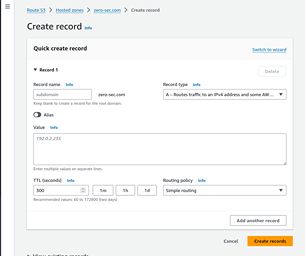 Route 53 > Hosted zones > zero-sec.com > Create record
Create record Info
Quick create record
Switch to wizard
Record 1
Delete
Record name Info
subdomain
.zero-sec.com
Keep blank to create a record for the root domain.
Record type Info
A – Routes traffic to an IPv4 address and some AW...
Alias
Value Info
192.0.2.235
Enter multiple values on separate lines.
TTL (seconds) Info
300
1m
1h
1d
Recommended values: 60 to 172800 (two days)
Routing policy Info
Simple routing
Add another record
Cancel
Create records
View existing records